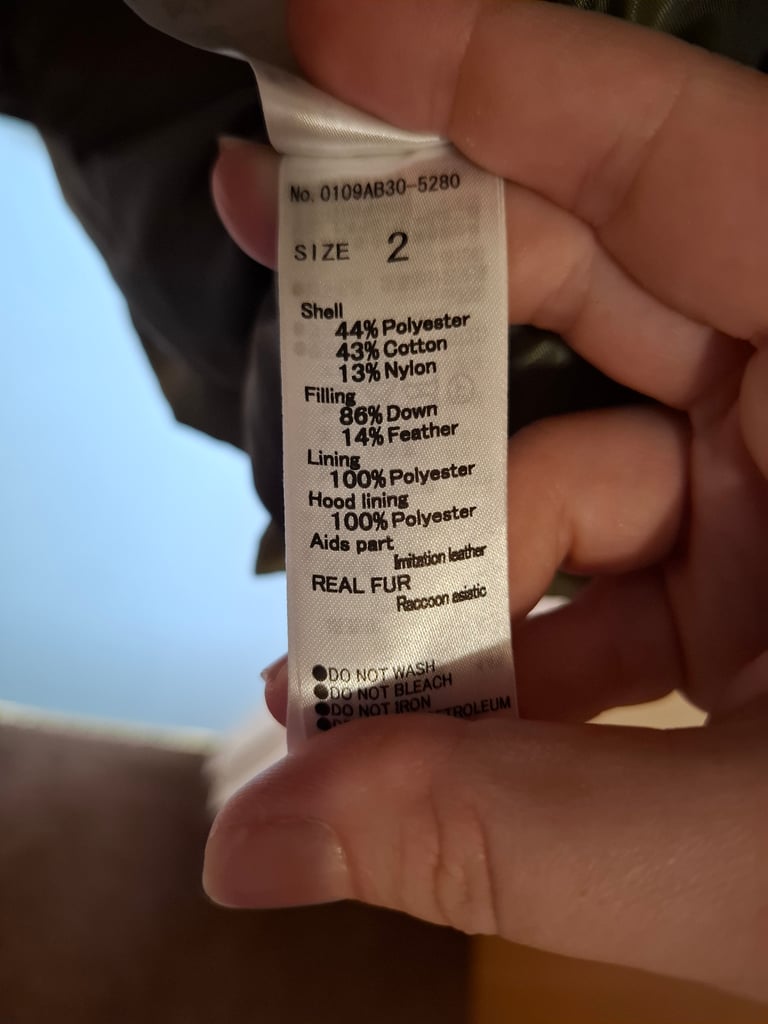 No. 0109AB30-5280
SIZE 2
Shell
44% Polyester
43% Cotton
13% Nylon
Filling
86% Down
14% Feather
Lining
100% Polyester
Hood lining
100% Polyester
Aids part
Imitation leather
REAL FUR
Raccoon asiatic
●DO NOT WASH
●DO NOT BLEACH
●DO NOT IRON